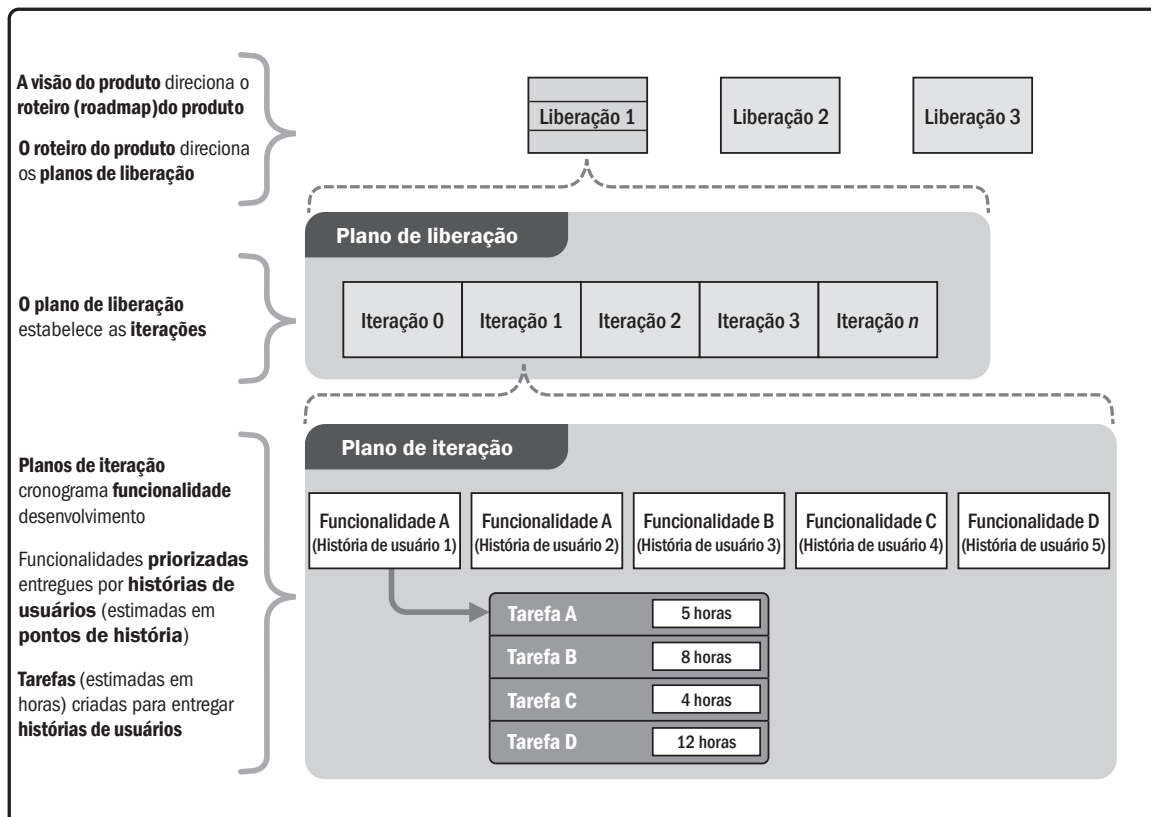 A visão do produto direciona o
roteiro (roadmap)do produto
O roteiro do produto direciona
os planos de liberação
Liberação 1
Liberação 2
Liberação 3
O plano de liberação
estabelece as iterações
Plano de liberação
Iteração 0
Iteração 1
Iteração 2
Iteração 3
Iteração n
Planos de iteração
cronograma funcionalidade
desenvolvimento
Funcionalidades priorizadas
entregues por histórias de
usuários (estimadas em
pontos de história)
Tarefas (estimadas em
horas) criadas para entregar
histórias de usuários
Plano de iteração
Funcionalidade A
(História de usuário 1)
Funcionalidade A
(História de usuário 2)
Funcionalidade B
(História de usuário 3)
Funcionalidade C
(História de usuário 4)
Funcionalidade D
(História de usuário 5)
Tarefa A 5 horas
Tarefa B 8 horas
Tarefa C 4 horas
Tarefa D 12 horas